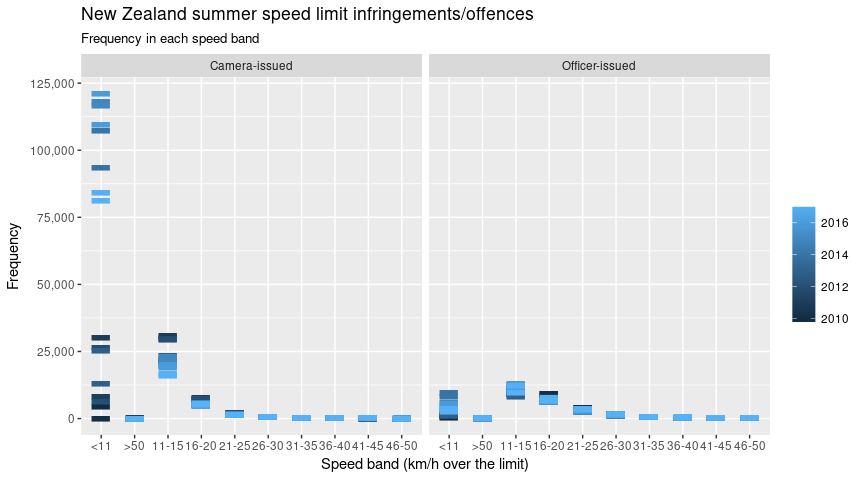 New Zealand summer speed limit infringements/offences
Frequency in each speed band
Camera-issued
Officer-issued
125,000
100,000
75,000
50,000
25,000
0
Frequency
<11 >50 11-15 16-20 21-25 26-30 31-35 36-40 41-45 46-50
<11 >50 11-15 16-20 21-25 26-30 31-35 36-40 41-45 46-50
Speed band (km/h over the limit)
2016
2014
2012
2010